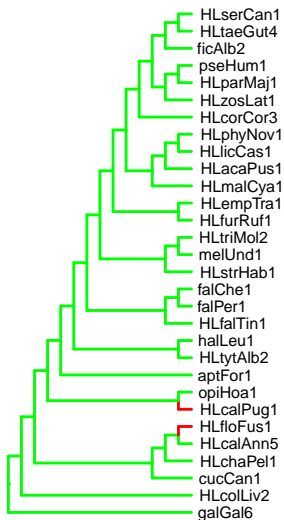 HLserCan1
HLtaeGut4
ficAlb2
pseHum1
HLparMaj1
HLzosLat1
HLcorCor3
HLphyNov1
HLlicCas1
HLacaPus1
HLmalCya1
HLempTra1
HLfurRuf1
HLtriMol2
melUnd1
HLstrHab1
falChe1
falPer1
HLfalTin1
halLeu1
HLtytAlb2
aptFor1
opiHoa1
HLcalPug1
HLfloFus1
HLcalAnn5
HLchaPel1
cucCan1
HLcolLiv2
galGal6